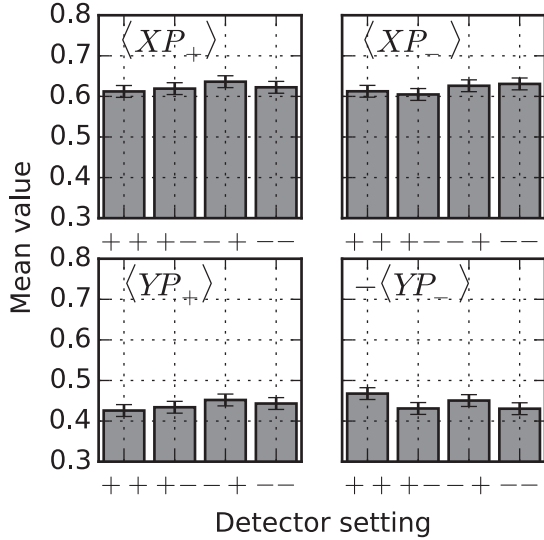 Mean value
⟨XP₊⟩
0.8
0.7
0.6
0.5
0.4
0.3
+ + + − − + − −
⟨XP₋⟩
+ + + − − + − −
⟨YP₊⟩
0.8
0.7
0.6
0.5
0.4
0.3
+ + + − − + − −
−⟨YP₋⟩
+ + + − − + − −
Detector setting